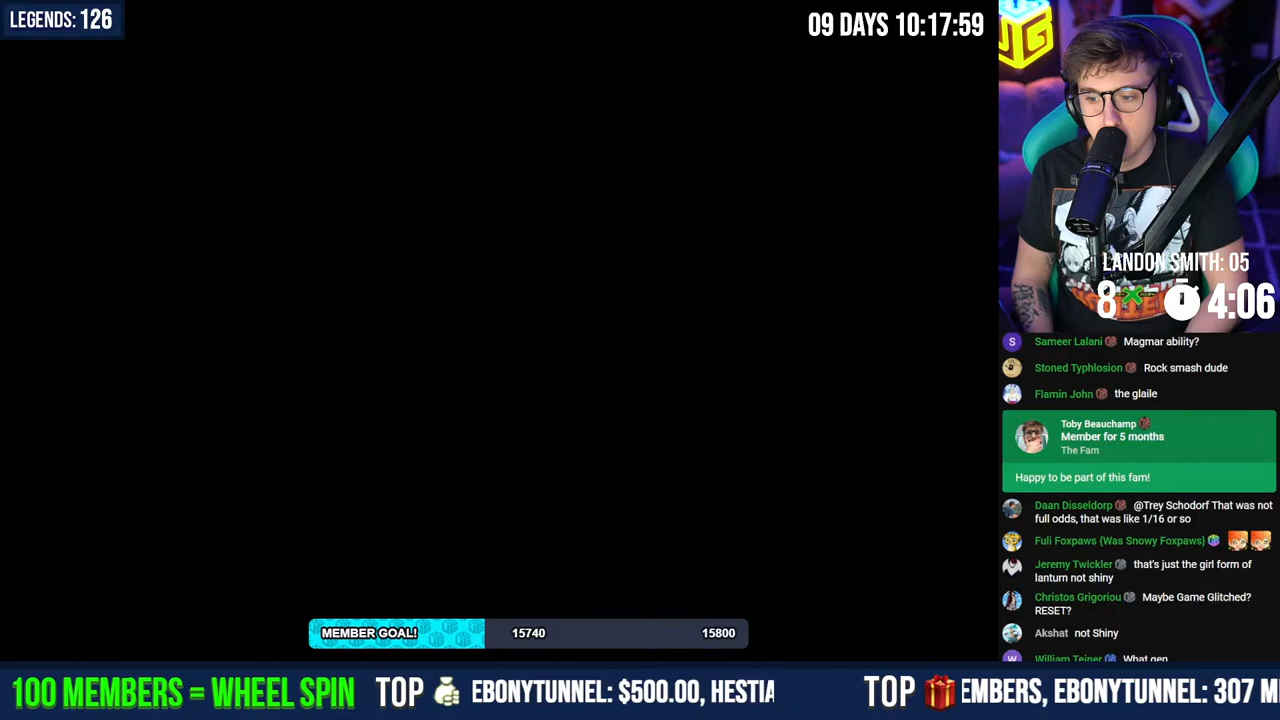 LEGENDS: 126
09 DAYS 10:17:59
LANDON SMITH: 05
8 4:06
Sameer Lalani Magmar ability?
Stoned Typhlosion Rock smash dude
Flamin John the glaile
Toby Beauchamp
Member for 5 months
The Fam
Happy to be part of this fam!
Daan Disseldorp @Trey Schodorf That was not
full odds, that was like 1/16 or so
Fuli Foxpaws {Was Snowy Foxpaws}
Jeremy Twickler that's just the girl form of
lanturn not shiny
Christos Grigoriou Maybe Game Glitched?
RESET?
Akshat not Shiny
William Teiner What gen
MEMBER GOAL! 15740 15800
100 MEMBERS = WHEEL SPIN TOP EBONYTUNNEL: $500.00, HESTIA TOP EMBERS, EBONYTUNNEL: 307 M